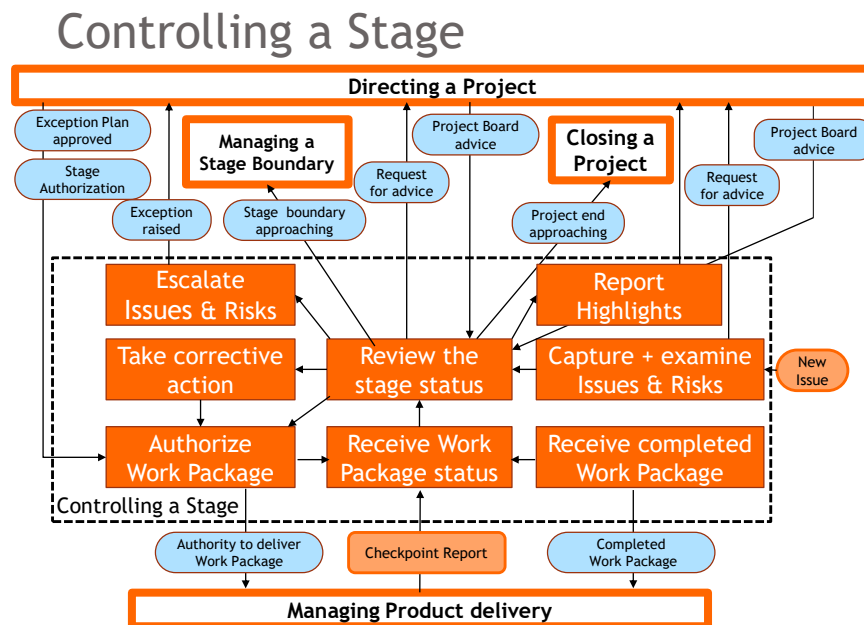 Controlling a Stage
Directing a Project
Exception Plan
approved
Stage
Authorization
Exception
raised
Managing a
Stage Boundary
Stage boundary
approaching
Request
for advice
Project Board
advice
Closing a
Project
Project end
approaching
Request
for advice
Project Board
advice
Escalate
Issues & Risks
Report
Highlights
Take corrective
action
Review the
stage status
Capture + examine
Issues & Risks
New
Issue
Authorize
Work Package
Receive Work
Package status
Receive completed
Work Package
Controlling a Stage
Authority to deliver
Work Package
Checkpoint Report
Completed
Work Package
Managing Product delivery